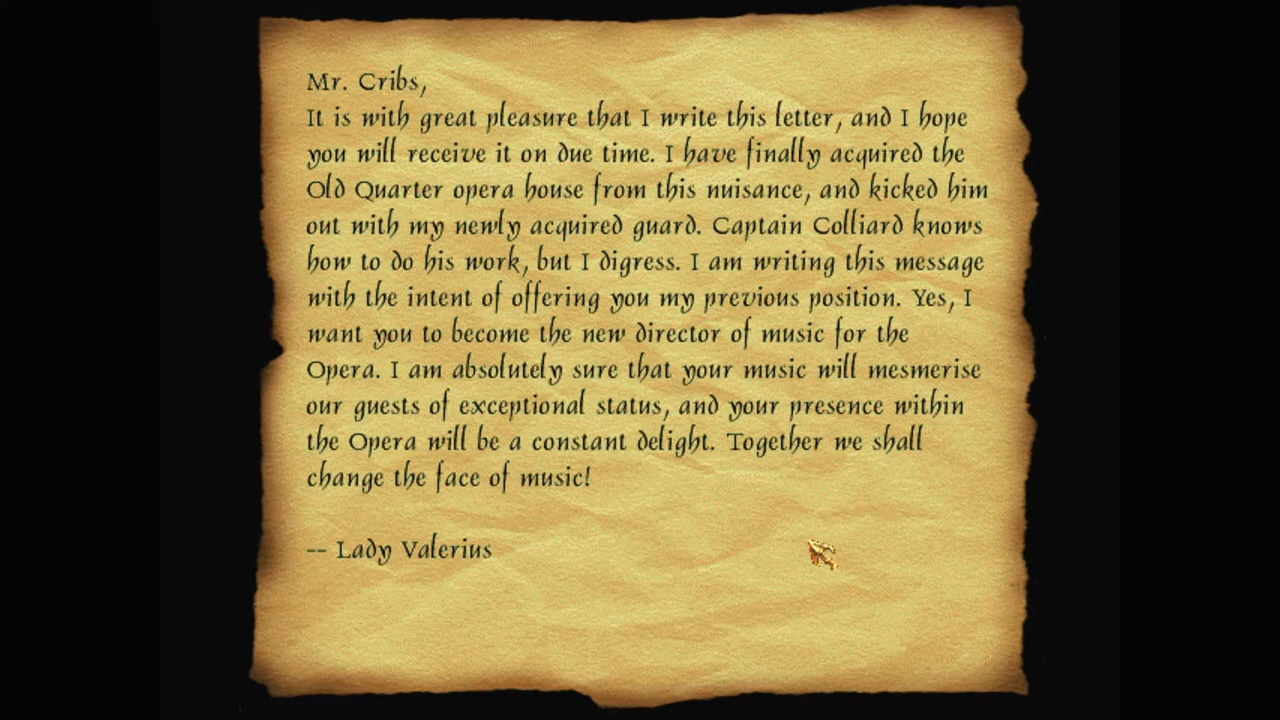 Mr. Cribs,
It is with great pleasure that I write this letter, and I hope
you will receive it on due time. I have finally acquired the
Old Quarter opera house from this nuisance, and kicked him
out with my newly acquired guard. Captain Colliard knows
how to do his work, but I digress. I am writing this message
with the intent of offering you my previous position. Yes, I
want you to become the new director of music for the
Opera. I am absolutely sure that your music will mesmerise
our guests of exceptional status, and your presence within
the Opera will be a constant delight. Together we shall
change the face of music!
-- Lady Valerius